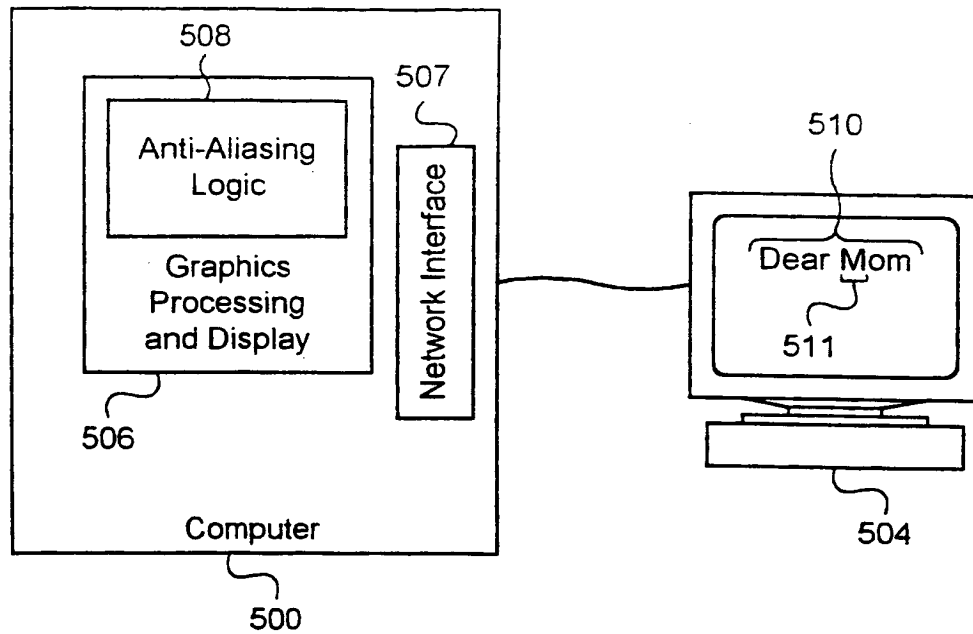 508
507
Anti-Aliasing
Logic
Graphics
Processing
and Display
Network Interface
506
Computer
500
510
Dear Mom
511
504